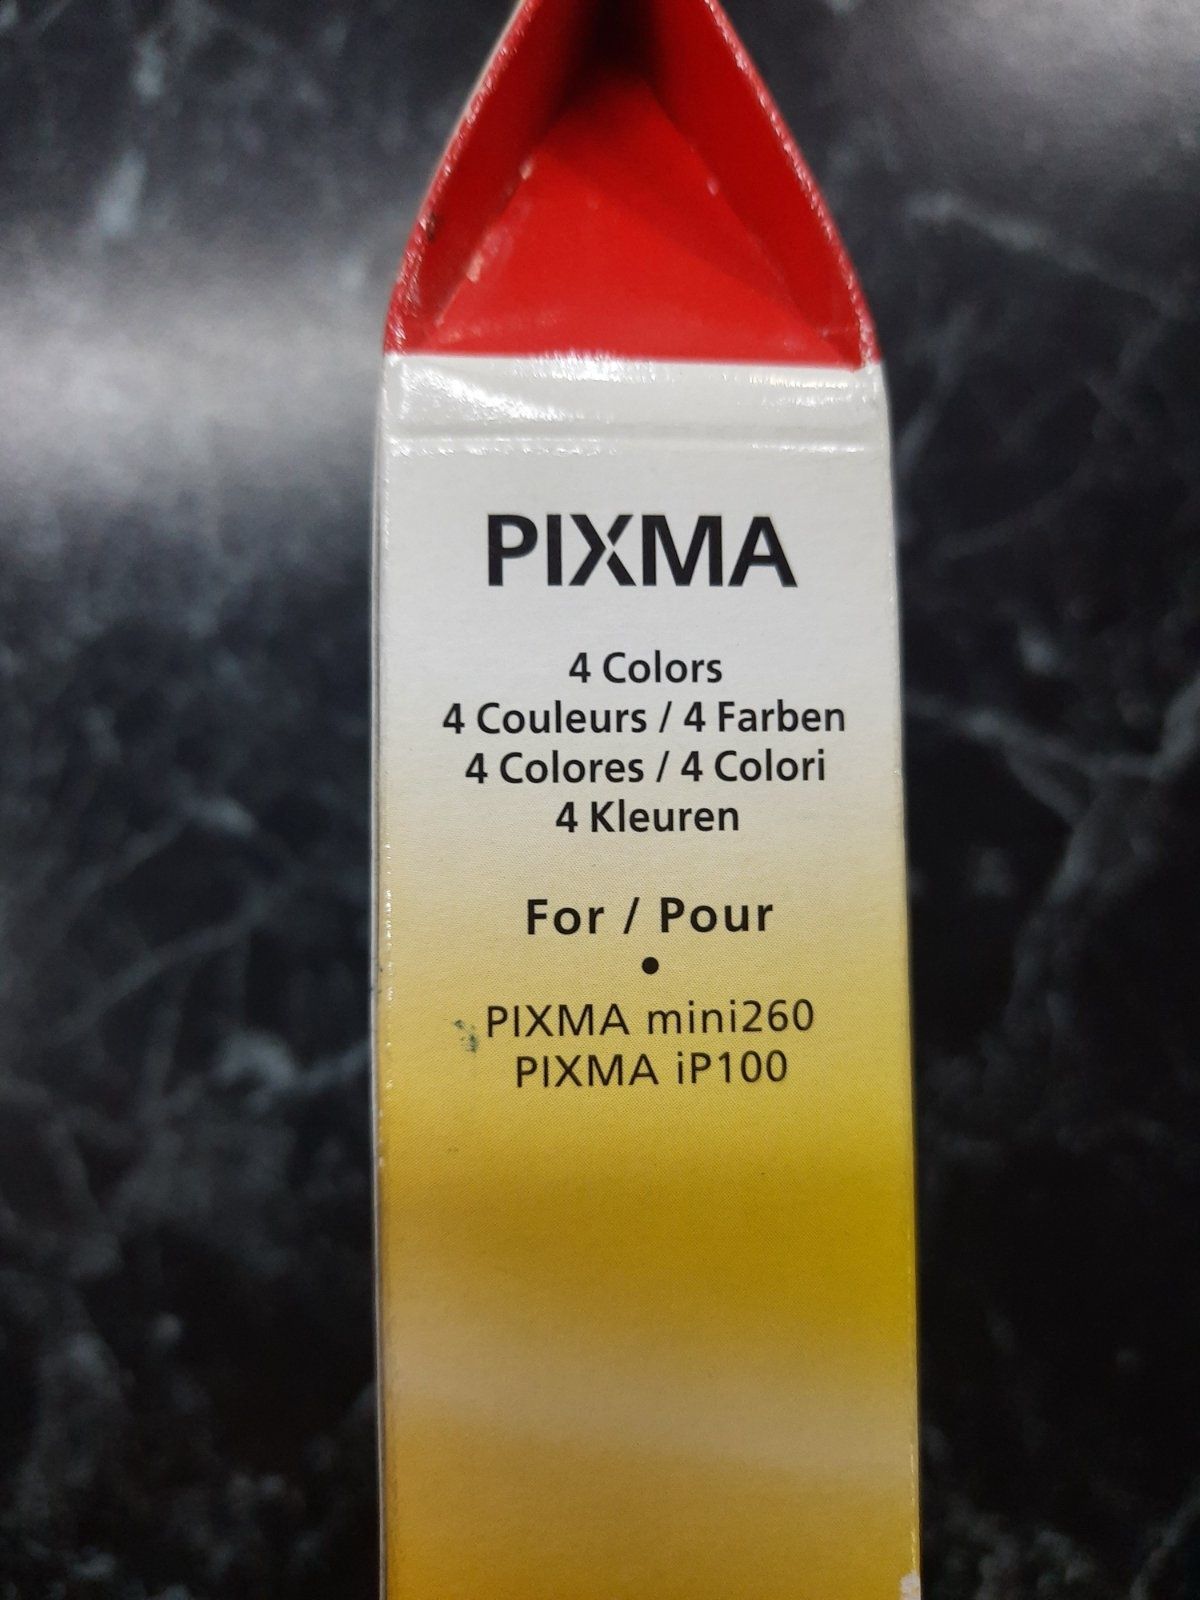 PIXMA
4 Colors
4 Couleurs / 4 Farben
4 Colores / 4 Colori
4 Kleuren
For / Pour
•
PIXMA mini260
PIXMA iP100